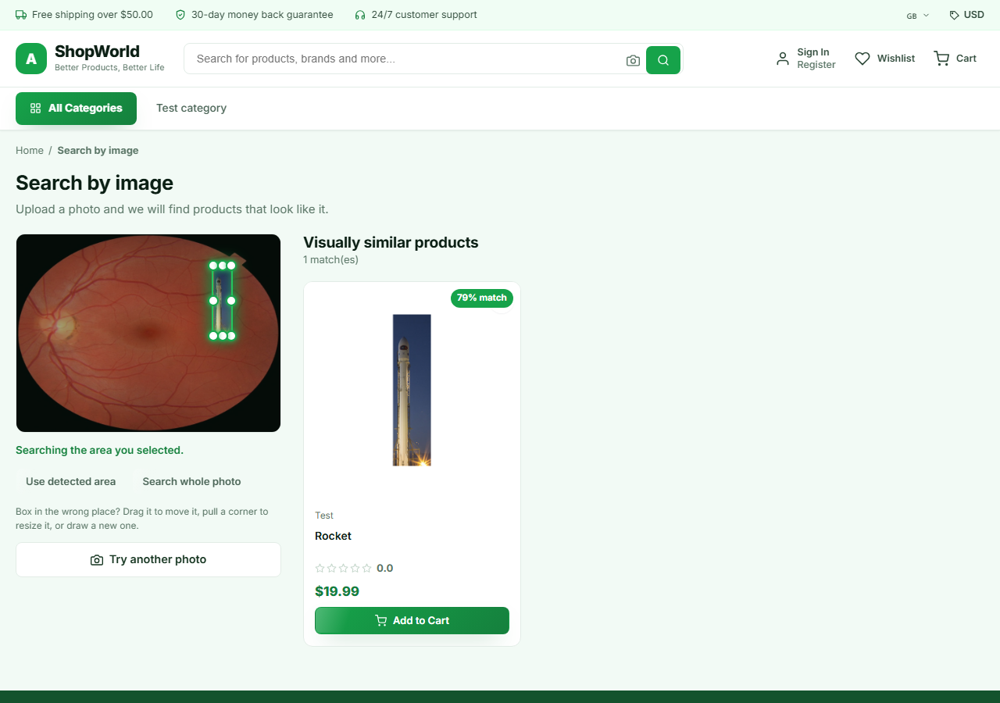 Free shipping over $50.00
30-day money back guarantee
24/7 customer support
GB
USD
A
ShopWorld
Better Products, Better Life
Search for products, brands and more...
Sign In
Register
Wishlist
Cart
All Categories
Test category
Home / Search by image
Search by image
Upload a photo and we will find products that look like it.
Searching the area you selected.
Use detected area
Search whole photo
Box in the wrong place? Drag it to move it, pull a corner to
resize it, or draw a new one.
Try another photo
Visually similar products
1 match(es)
79% match
Test
Rocket
0.0
$19.99
Add to Cart